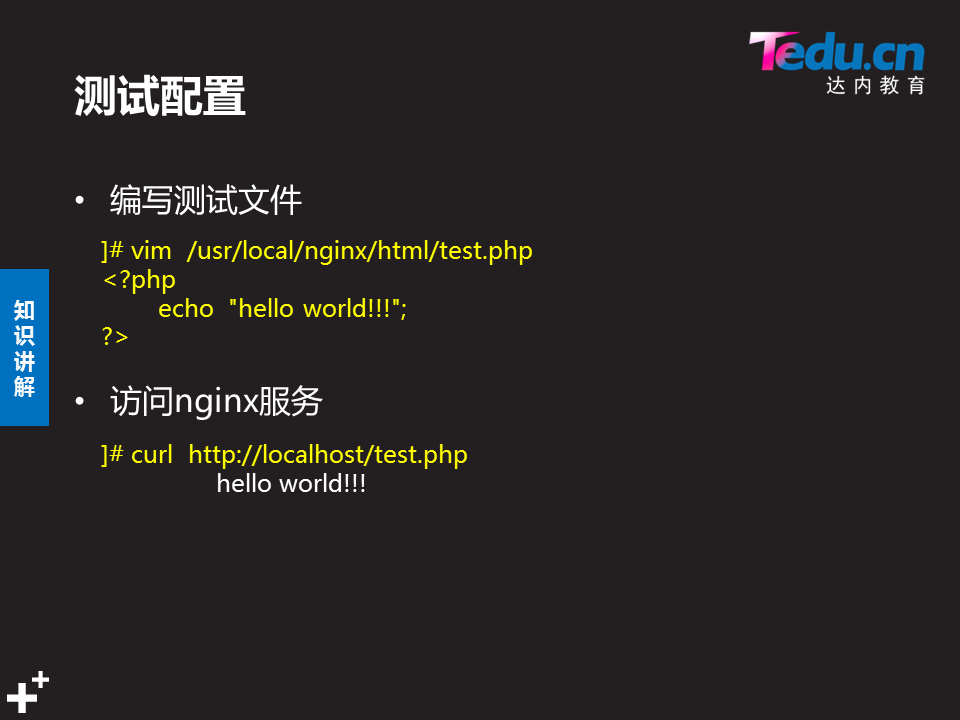 Tedu.cn
达内教育
测试配置
• 编写测试文件
]# vim  /usr/local/nginx/html/test.php
<?php
        echo  "hello world!!!";
?>
知识讲解
• 访问nginx服务
]# curl  http://localhost/test.php
hello world!!!